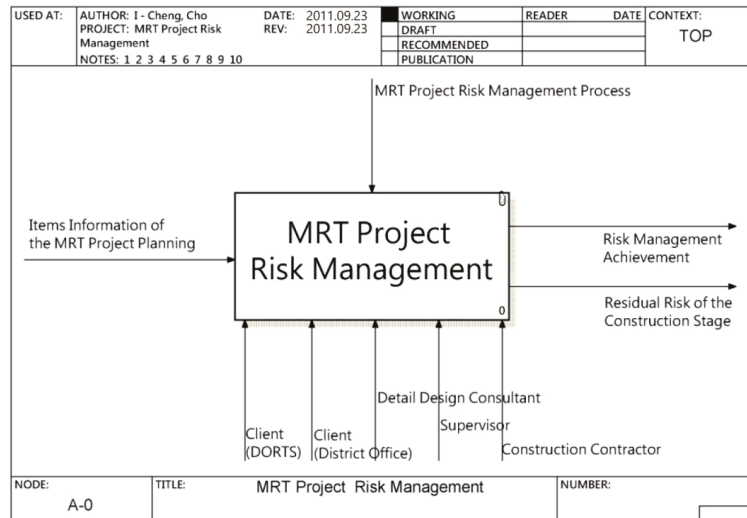 USED AT:
AUTHOR: I - Cheng, Cho
DATE: 2011.09.23
PROJECT: MRT Project Risk
Management
REV: 2011.09.23
NOTES: 1 2 3 4 5 6 7 8 9 10
WORKING
DRAFT
RECOMMENDED
PUBLICATION
READER DATE
CONTEXT:
TOP
MRT Project Risk Management Process
Items Information of
the MRT Project Planning
MRT Project
Risk Management
0
Risk Management
Achievement
Residual Risk of the
Construction Stage
Detail Design Consultant
Supervisor
Client
(DORTS)
Client
(District Office)
Construction Contractor
NODE:
A-0
TITLE:
MRT Project Risk Management
NUMBER: